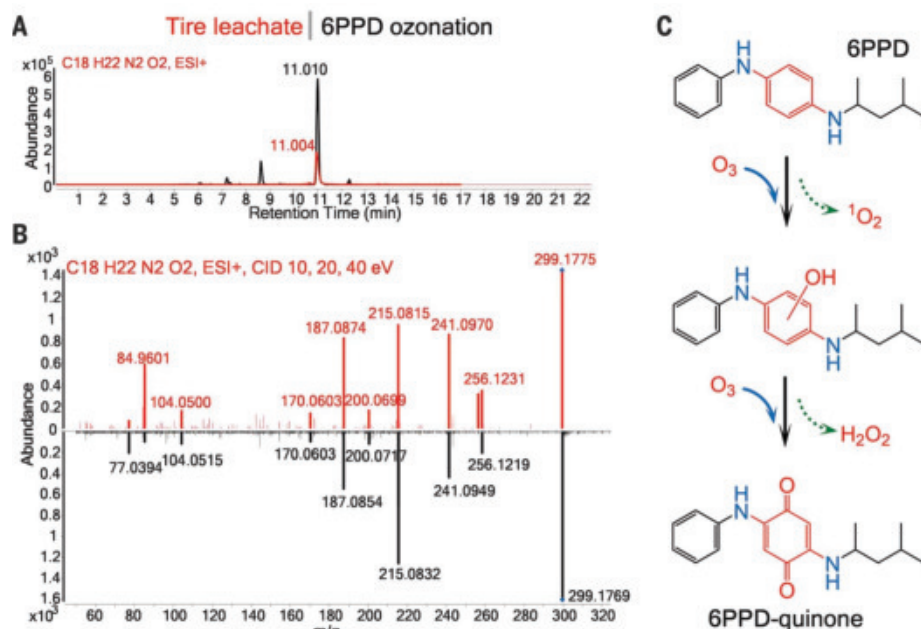 A
Tire leachate | 6PPD ozonation
C18 H22 N2 O2, ESI+
x10⁵
11.010
11.004
Abundance
6
5
4
3
2
1
0
1 2 3 4 5 6 7 8 9 10 11 12 13 14 15 16 17 18 19 20 21 22
Retention Time (min)
B
x10³
C18 H22 N2 O2, ESI+, CID 10, 20, 40 eV
299.1775
1.4
1.2
1.0
0.8
0.6
0.4
0.2
0
84.9601
104.0500
170.0603
187.0874
200.0699
215.0815
241.0970
256.1231
Abundance
0.2
0.4
0.6
0.8
1.0
1.2
1.4
1.6
x10³
77.0394
104.0515
170.0603
187.0854
200.0717
215.0832
241.0949
256.1219
299.1769
60 80 100 120 140 160 180 200 220 240 260 280 300 320
C
6PPD
H
N
N
H
O₃
¹O₂
OH
H
N
N
H
O₃
H₂O₂
O
H
N
N
H
O
6PPD-quinone